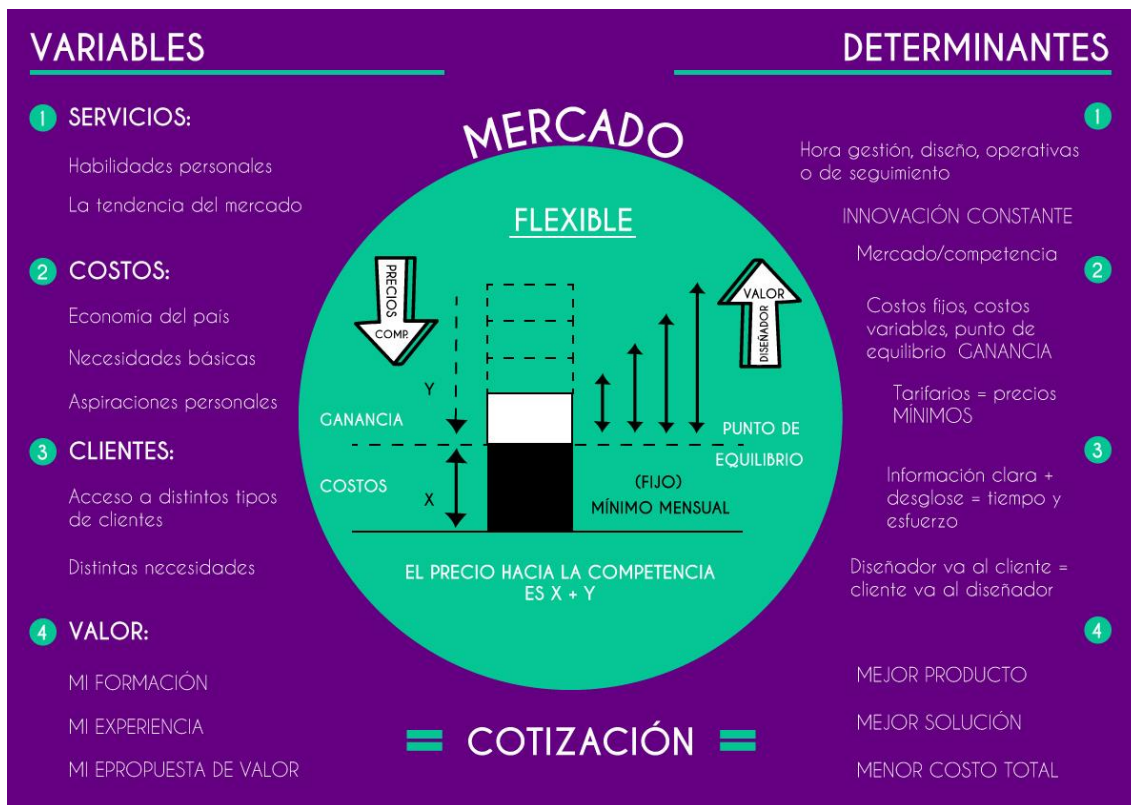 VARIABLES
1 SERVICIOS:
Habilidades personales
La tendencia del mercado
2 COSTOS:
Economía del país
Necesidades básicas
Aspiraciones personales
3 CLIENTES:
Acceso a distintos tipos
de clientes
Distintas necesidades
4 VALOR:
MI FORMACIÓN
MI EXPERIENCIA
MI EPROPUESTA DE VALOR
MERCADO
FLEXIBLE
PRECIOS
COMP.
VALOR
DISEÑADOR
Y
GANANCIA
PUNTO DE
EQUILIBRIO
COSTOS
X
(FIJO)
MÍNIMO MENSUAL
EL PRECIO HACIA LA COMPETENCIA
ES X + Y
= COTIZACIÓN =
DETERMINANTES
1
Hora gestión, diseño, operativas
o de seguimiento
INNOVACIÓN CONSTANTE
Mercado/competencia
2
Costos fijos, costos
variables, punto de
equilibrio GANANCIA
Tarifarios = precios
MÍNIMOS
3
Información clara +
desglose = tiempo y
esfuerzo
Diseñador va al cliente =
cliente va al diseñador
4
MEJOR PRODUCTO
MEJOR SOLUCIÓN
MENOR COSTO TOTAL